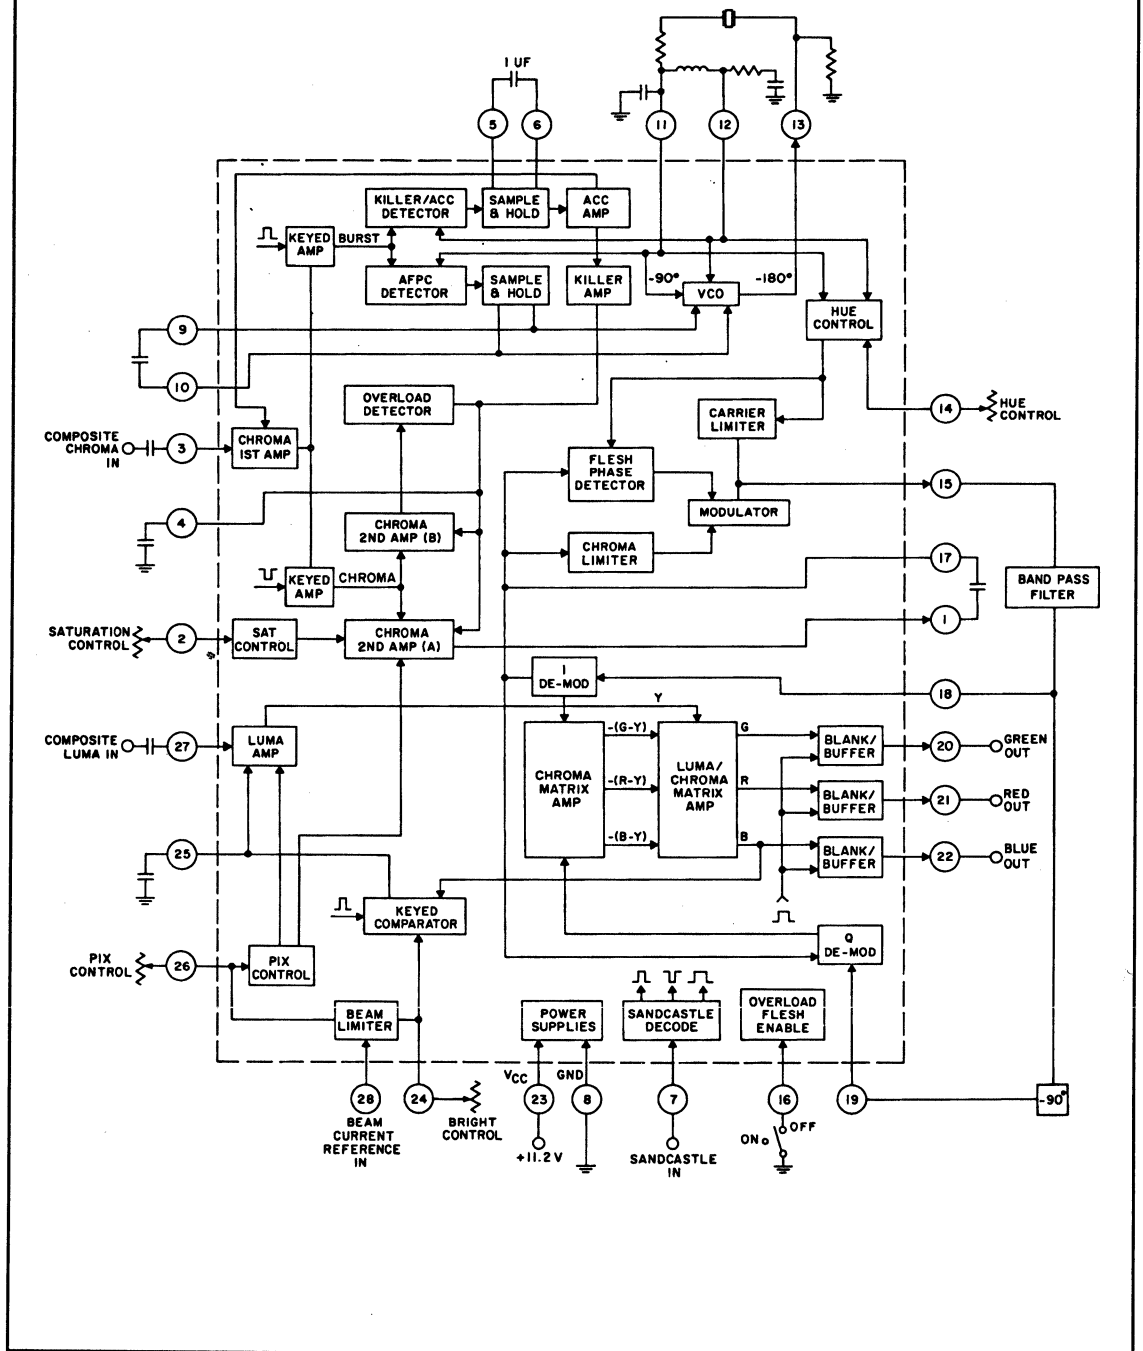 1 UF
5
6
11
12
13
KILLER/ACC
DETECTOR
SAMPLE
& HOLD
ACC
AMP
KEYED
AMP
BURST
AFPC
DETECTOR
SAMPLE
& HOLD
KILLER
AMP
-90°
VCO
-180°
HUE
CONTROL
9
10
OVERLOAD
DETECTOR
CARRIER
LIMITER
14
HUE
CONTROL
COMPOSITE
CHROMA
IN
3
CHROMA
1ST AMP
FLESH
PHASE
DETECTOR
15
4
CHROMA
2ND AMP (B)
MODULATOR
CHROMA
LIMITER
17
BAND PASS
FILTER
KEYED
AMP
CHROMA
1
SATURATION
CONTROL
2
SAT
CONTROL
CHROMA
2ND AMP (A)
I
DE-MOD
18
Y
COMPOSITE
LUMA IN
27
LUMA
AMP
CHROMA
MATRIX
AMP
-(G-Y)
-(R-Y)
-(B-Y)
LUMA/
CHROMA
MATRIX
AMP
G
R
B
BLANK/
BUFFER
20
GREEN
OUT
BLANK/
BUFFER
21
RED
OUT
BLANK/
BUFFER
22
BLUE
OUT
25
KEYED
COMPARATOR
Q
DE-MOD
PIX
CONTROL
26
PIX
CONTROL
BEAM
LIMITER
POWER
SUPPLIES
SANDCASTLE
DECODE
OVERLOAD
FLESH
ENABLE
VCC
GND
28
24
23
8
7
16
19
-90°
BEAM
CURRENT
REFERENCE
IN
BRIGHT
CONTROL
+11.2V
SANDCASTLE
IN
ON
OFF